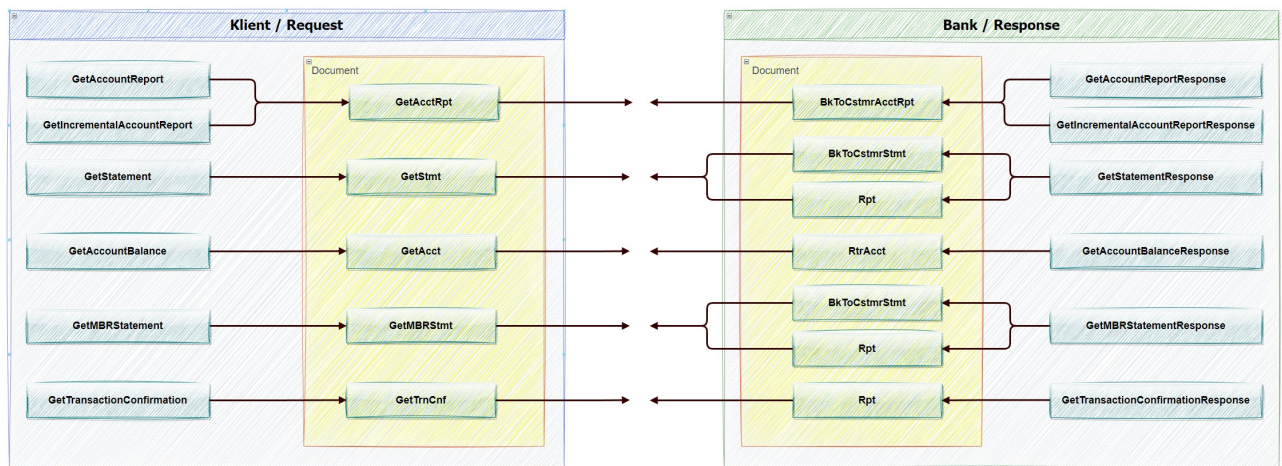 Klient / Request
Bank / Response
Document
GetAccountReport
GetIncrementalAccountReport
GetAcctRpt
GetStatement
GetStmt
GetAccountBalance
GetAcct
GetMBRStatement
GetMBRStmt
GetTransactionConfirmation
GetTrnCnf
Document
BkToCstmrAcctRpt
GetAccountReportResponse
GetIncrementalAccountReportResponse
BkToCstmrStmt
Rpt
GetStatementResponse
RtrAcct
GetAccountBalanceResponse
BkToCstmrStmt
Rpt
GetMBRStatementResponse
Rpt
GetTransactionConfirmationResponse